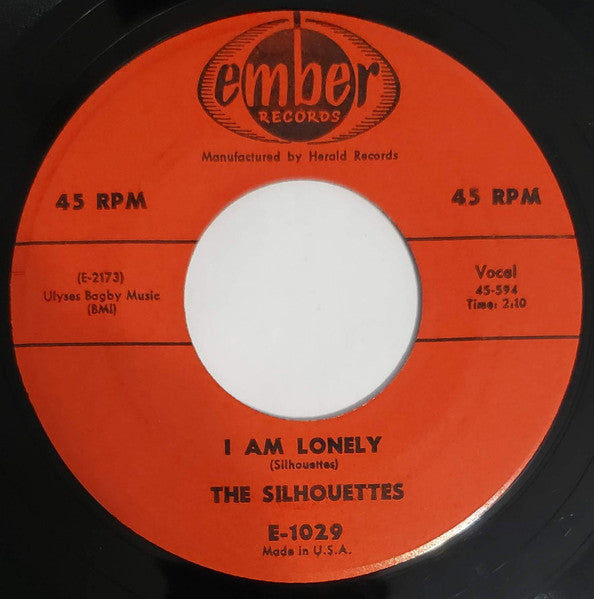 ember
RECORDS
Manufactured by Herald Records
45 RPM
45 RPM
(E-2173)
Ulyses Bagby Music
(BMI)
Vocal
45-594
Time: 2:10
I AM LONELY
(Silhouettes)
THE SILHOUETTES
E-1029
Made in U.S.A.